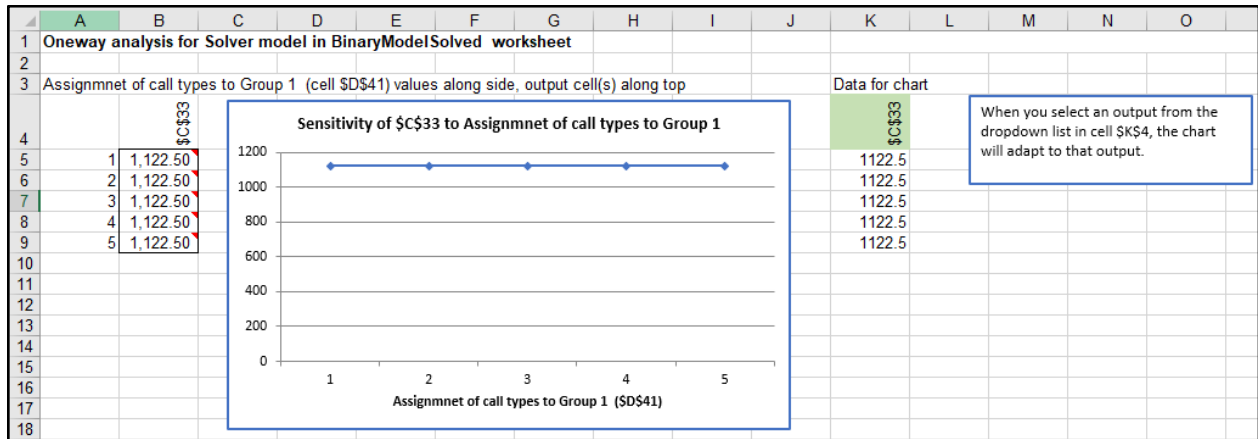 A B C D E F G H I J K L M N O
1 Oneway analysis for Solver model in BinaryModelSolved worksheet
2
3 Assignmnet of call types to Group 1 (cell $D$41) values along side, output cell(s) along top Data for chart
4 $C$33 $C$33
5 1 1,122.50 1122.5
6 2 1,122.50 1122.5
7 3 1,122.50 1122.5
8 4 1,122.50 1122.5
9 5 1,122.50 1122.5
10
11
12
13
14
15
16
17
18
Sensitivity of $C$33 to Assignmnet of call types to Group 1
1200
1000
800
600
400
200
0
1 2 3 4 5
Assignmnet of call types to Group 1 ($D$41)
When you select an output from the
dropdown list in cell $K$4, the chart
will adapt to that output.